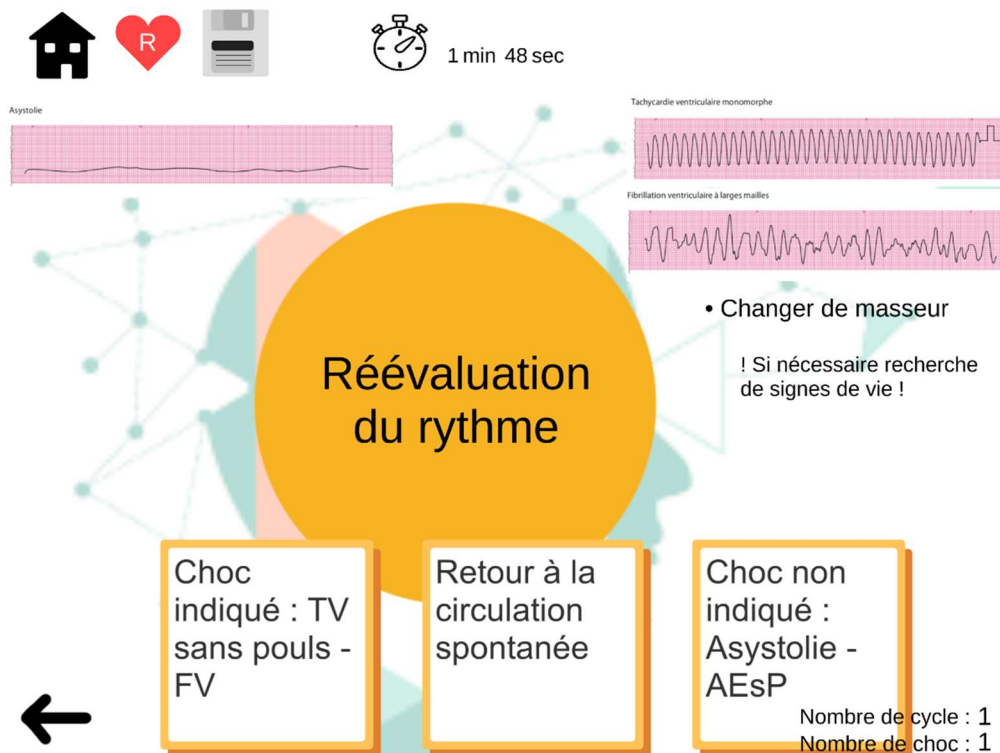 R
1 min 48 sec
Asystolie
Tachycardie ventriculaire monomorphe
Fibrillation ventriculaire à larges mailles
• Changer de masseur
! Si nécessaire recherche
de signes de vie !
Réévaluation
du rythme
Choc
indiqué : TV
sans pouls -
FV
Retour à la
circulation
spontanée
Choc non
indiqué :
Asystolie -
AEsP
Nombre de cycle : 1
Nombre de choc : 1